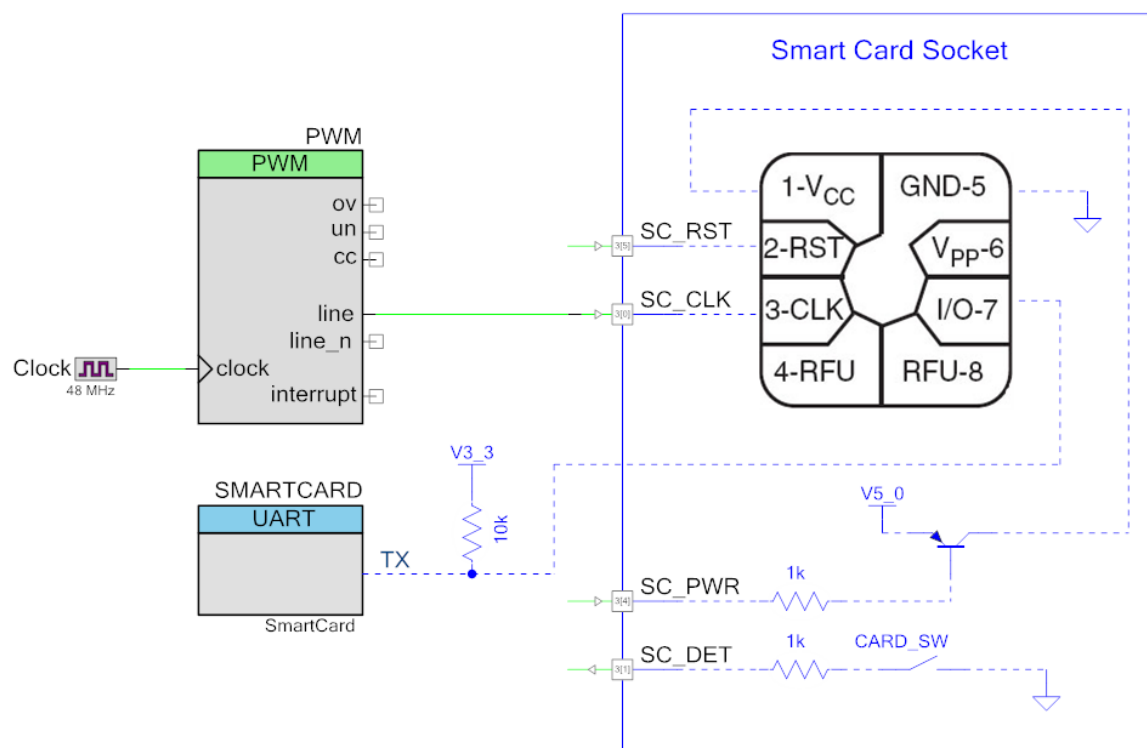 Smart Card Socket
PWM
PWM
ov
un
cc
line
line_n
clock
interrupt
Clock
48 MHz
1-VCC
GND-5
2-RST
VPP-6
3-CLK
I/O-7
4-RFU
RFU-8
SC_RST
3[5]
SC_CLK
3[0]
V3_3
10k
SMARTCARD
UART
TX
SmartCard
V5_0
SC_PWR
3[4]
1k
SC_DET
3[1]
1k
CARD_SW